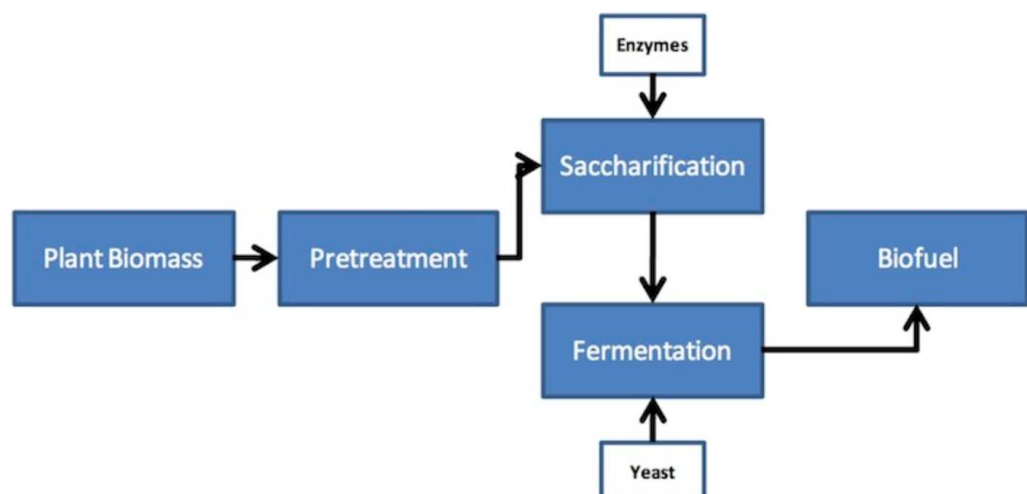 Enzymes
Saccharification
Plant Biomass
Pretreatment
Biofuel
Fermentation
Yeast